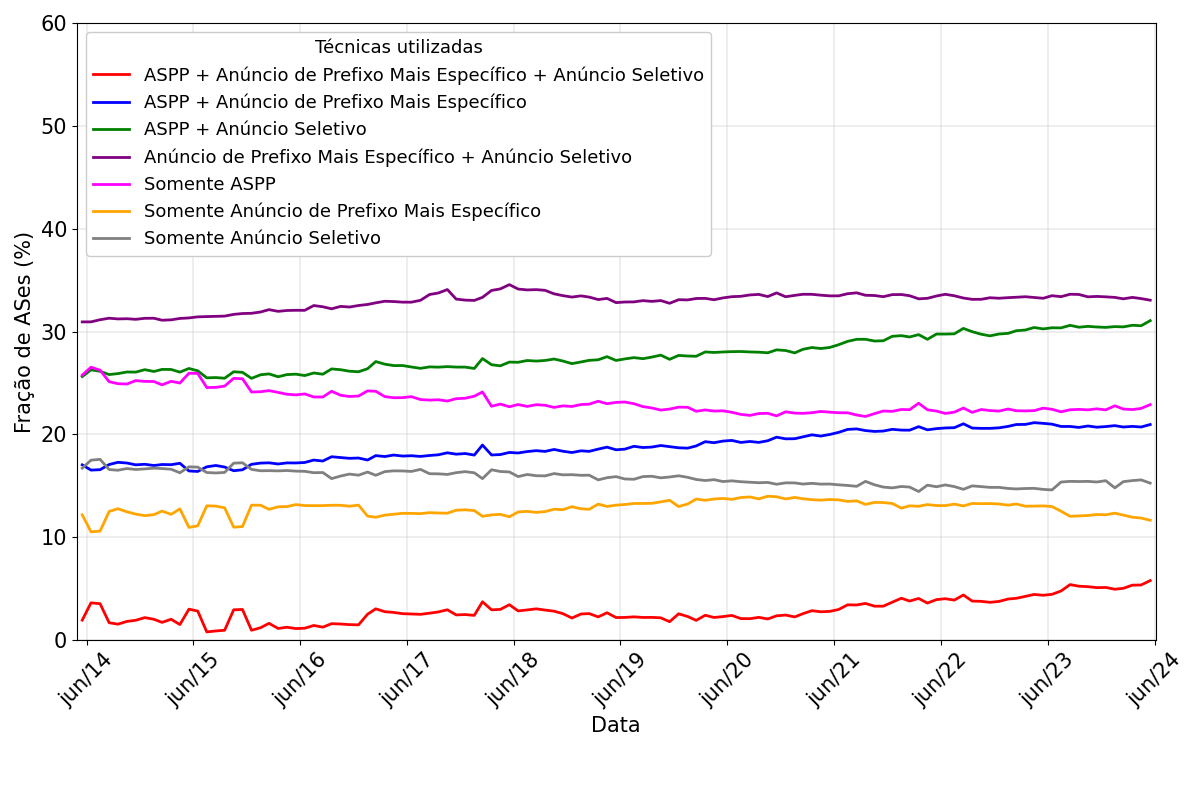 60
50
40
30
20
10
0
Fração de ASes (%)
Técnicas utilizadas
ASPP + Anúncio de Prefixo Mais Específico + Anúncio Seletivo
ASPP + Anúncio de Prefixo Mais Específico
ASPP + Anúncio Seletivo
Anúncio de Prefixo Mais Específico + Anúncio Seletivo
Somente ASPP
Somente Anúncio de Prefixo Mais Específico
Somente Anúncio Seletivo
jun/14
jun/15
jun/16
jun/17
jun/18
jun/19
jun/20
jun/21
jun/22
jun/23
jun/24
Data